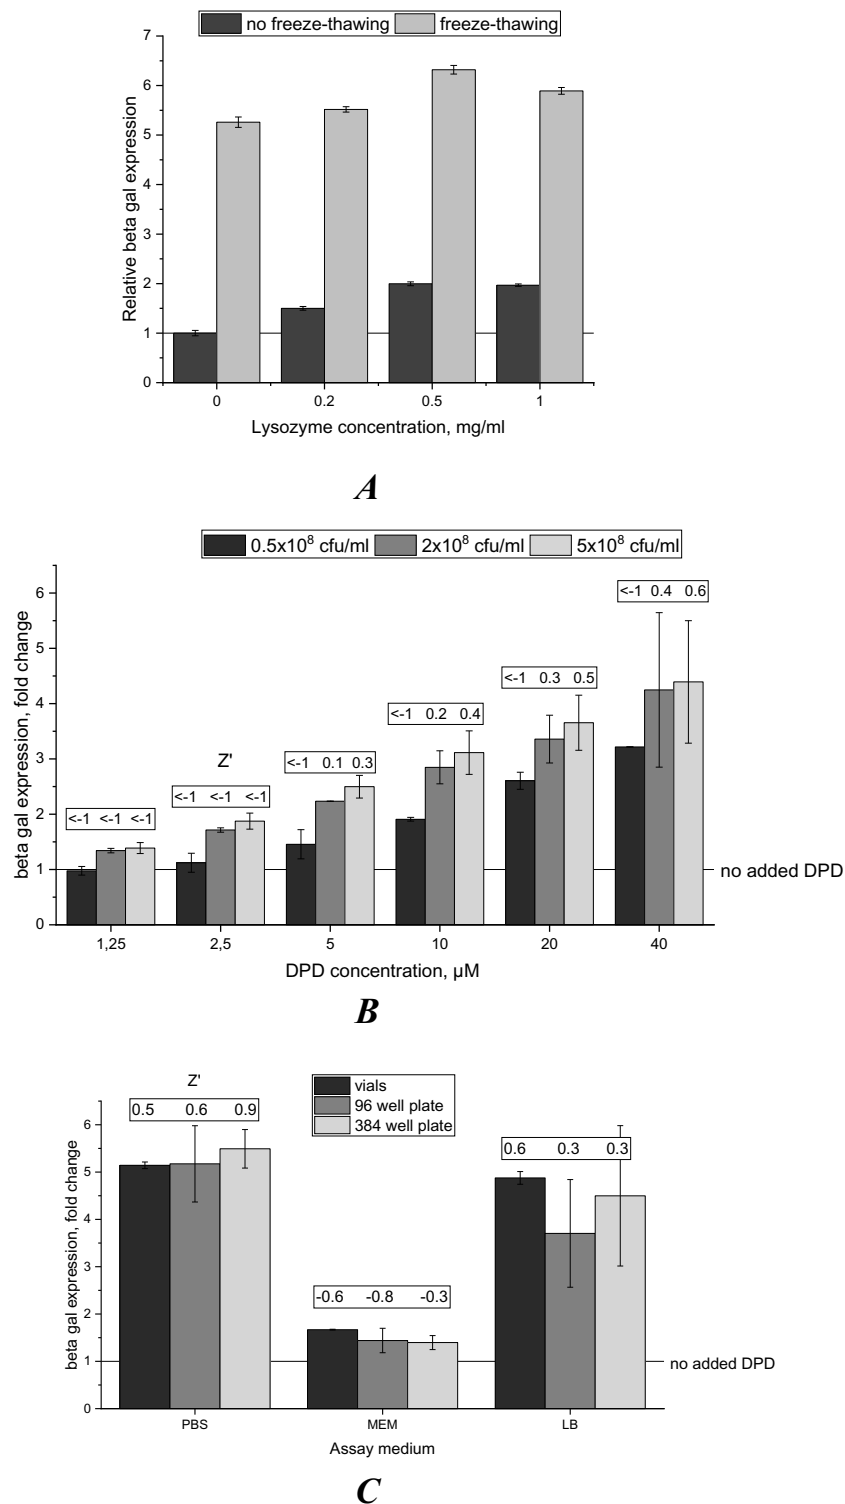 no freeze-thawing freeze-thawing
7
6
5
4
3
2
1
0
Relative beta gal expression
0 0.2 0.5 1
Lysozyme concentration, mg/ml
A
0.5x10⁸ cfu/ml 2x10⁸ cfu/ml 5x10⁸ cfu/ml
6
5
4
3
2
1
0
beta gal expression, fold change
Z'
<-1 <-1 <-1
<-1 <-1 <-1
<-1 0.1 0.3
<-1 0.2 0.4
<-1 0.3 0.5
<-1 0.4 0.6
no added DPD
1,25 2,5 5 10 20 40
DPD concentration, µM
B
vials
96 well plate
384 well plate
6
5
4
3
2
1
0
beta gal expression, fold change
Z'
0.5 0.6 0.9
-0.6 -0.8 -0.3
0.6 0.3 0.3
no added DPD
PBS MEM LB
Assay medium
C